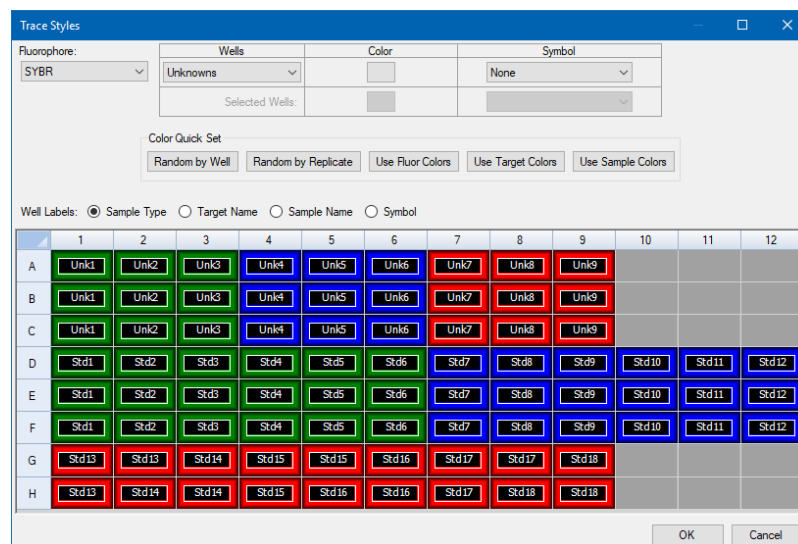 Trace Styles
Fluorophore: Wells Color Symbol
SYBR Unknowns None
Selected Wells:
Color Quick Set
Random by Well Random by Replicate Use Fluor Colors Use Target Colors Use Sample Colors
Well Labels: Sample Type Target Name Sample Name Symbol
1 2 3 4 5 6 7 8 9 10 11 12
A Unk1 Unk2 Unk3 Unk4 Unk5 Unk6 Unk7 Unk8 Unk9
B Unk1 Unk2 Unk3 Unk4 Unk5 Unk6 Unk7 Unk8 Unk9
C Unk1 Unk2 Unk3 Unk4 Unk5 Unk6 Unk7 Unk8 Unk9
D Std1 Std2 Std3 Std4 Std5 Std6 Std7 Std8 Std9 Std10 Std11 Std12
E Std1 Std2 Std3 Std4 Std5 Std6 Std7 Std8 Std9 Std10 Std11 Std12
F Std1 Std2 Std3 Std4 Std5 Std6 Std7 Std8 Std9 Std10 Std11 Std12
G Std13 Std13 Std14 Std15 Std15 Std16 Std17 Std17 Std18
H Std13 Std14 Std14 Std15 Std16 Std16 Std17 Std18 Std18
OK Cancel